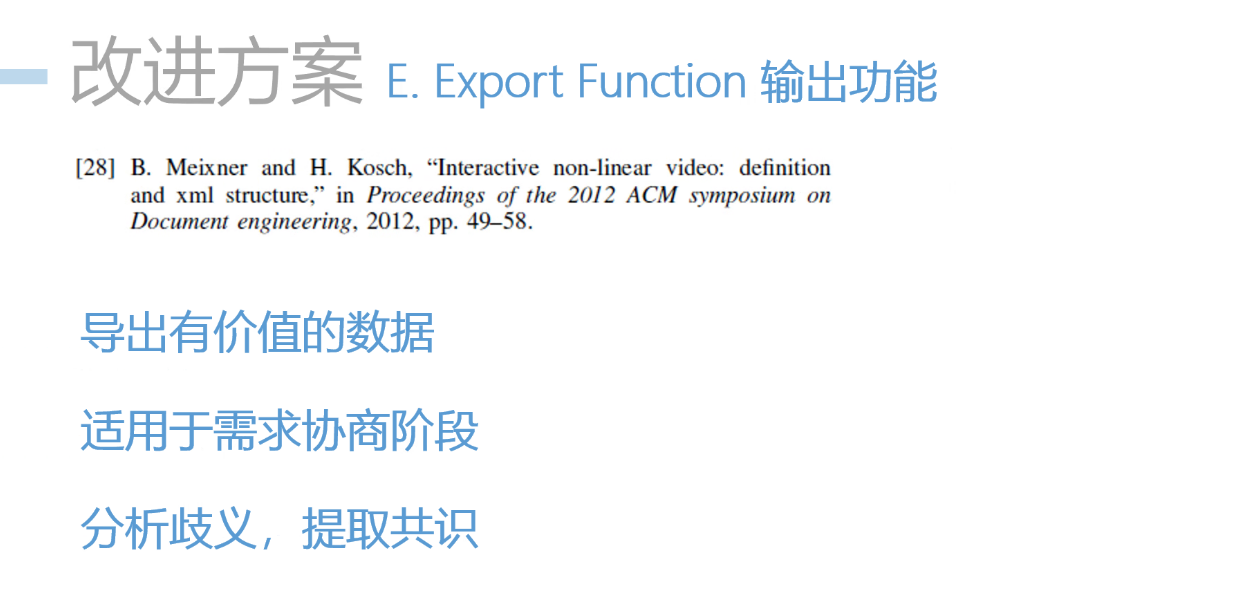 改进方案 E. Export Function 输出功能
[28] B. Meixner and H. Kosch, “Interactive non-linear video: definition
and xml structure,” in Proceedings of the 2012 ACM symposium on
Document engineering, 2012, pp. 49–58.
导出有价值的数据
适用于需求协商阶段
分析歧义，提取共识